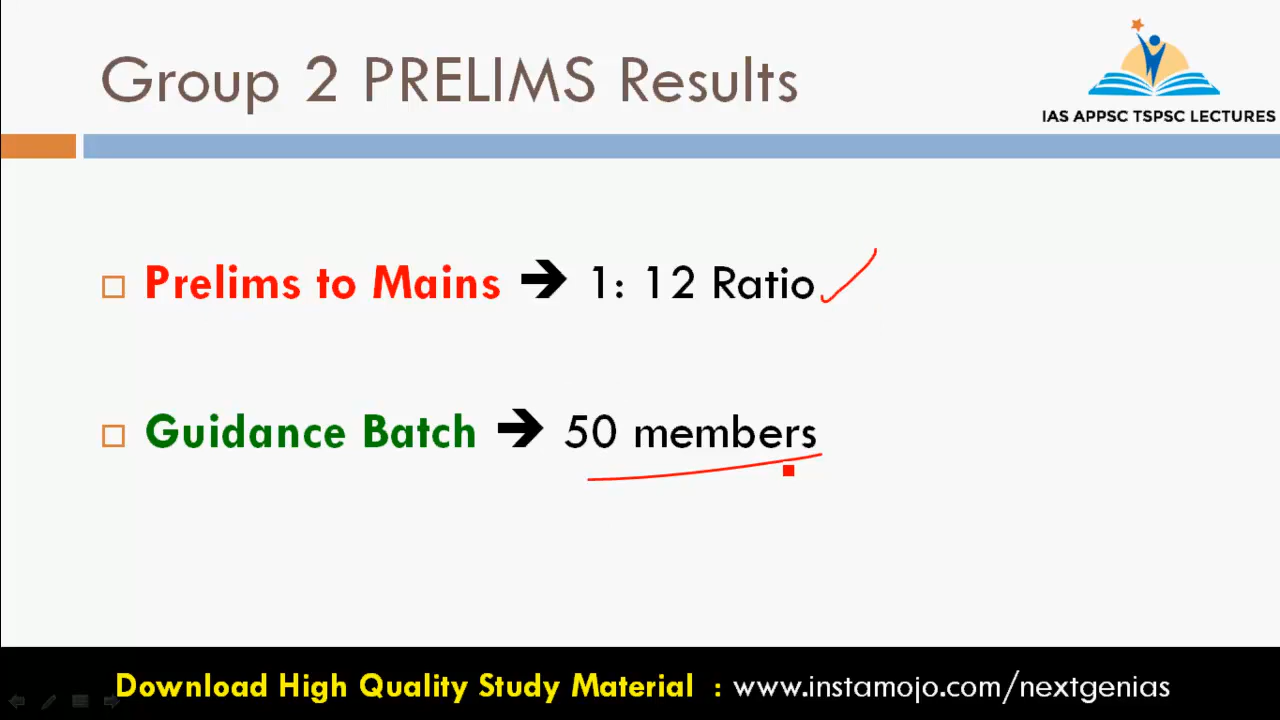 Group 2 PRELIMS Results
IAS APPSC TSPSC LECTURES
Prelims to Mains ➔ 1: 12 Ratio
Guidance Batch ➔ 50 members
Download High Quality Study Material : www.instamojo.com/nextgenias